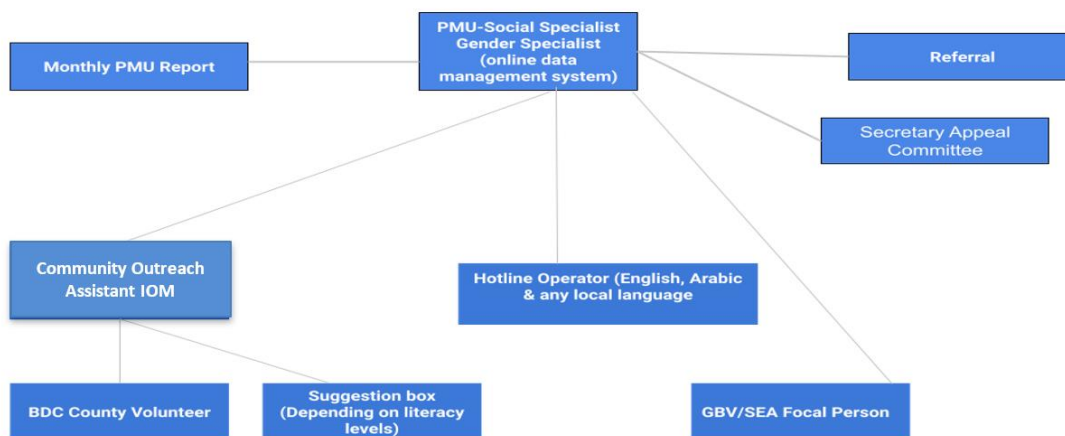 PMU-Social Specialist
Gender Specialist
(online data
management system)
Monthly PMU Report
Referral
Secretary Appeal
Committee
Community Outreach
Assistant IOM
Hotline Operator (English, Arabic
& any local language
BDC County Volunteer
Suggestion box
(Depending on literacy
levels)
GBV/SEA Focal Person